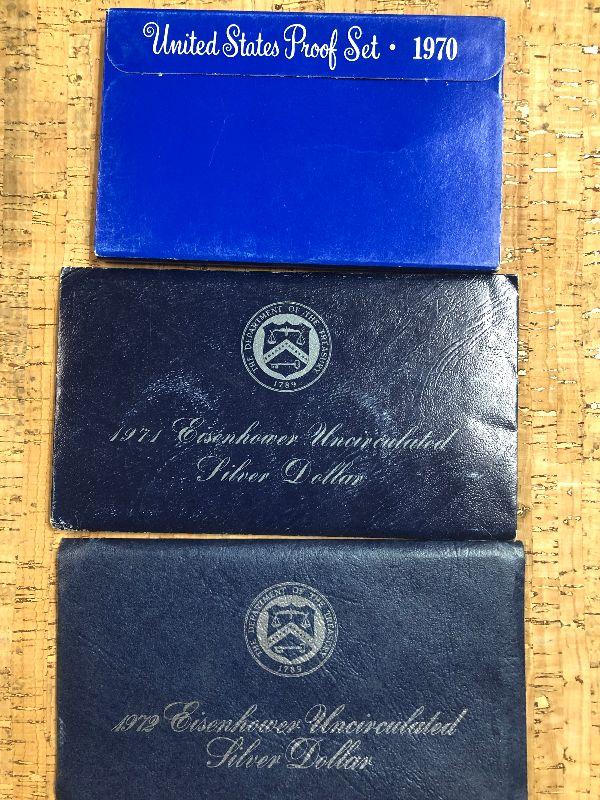 United States Proof Set • 1970
THE DEPARTMENT OF THE TREASURY
1789
1971 Eisenhower Uncirculated
Silver Dollar
THE DEPARTMENT OF THE TREASURY
1789
1972 Eisenhower Uncirculated
Silver Dollar